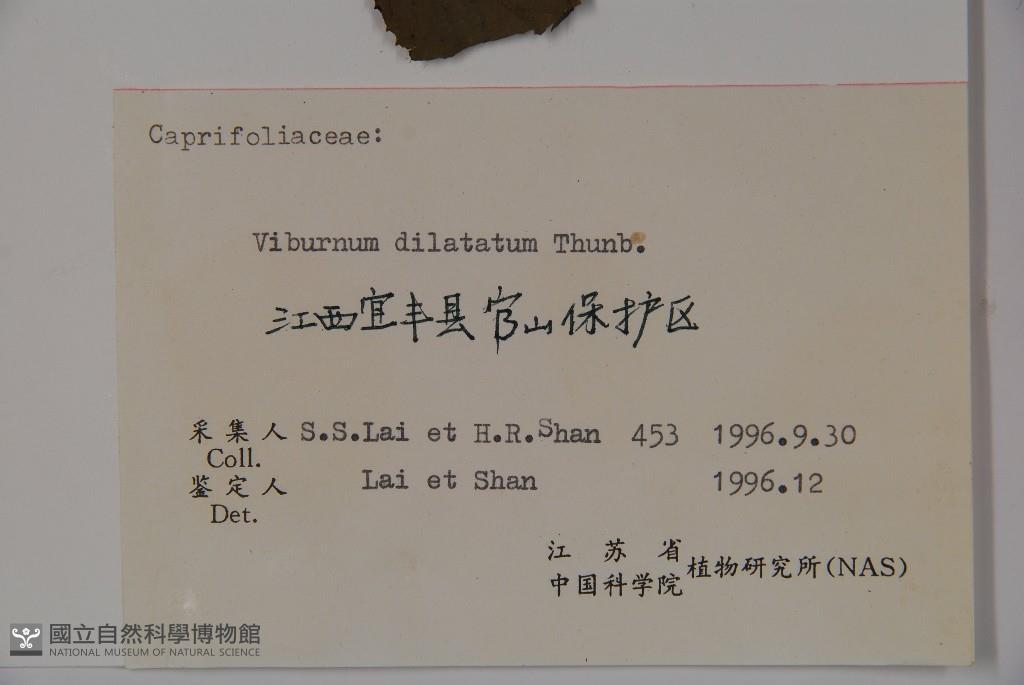 Caprifoliaceae:
Viburnum dilatatum Thunb.
江西宜丰县官山保护区
采集人 S.S.Lai et H.R.Shan 453 1996.9.30
Coll.
鉴定人 Lai et Shan 1996.12
Det.
江苏省
中国科学院 植物研究所(NAS)
國立自然科學博物館
NATIONAL MUSEUM OF NATURAL SCIENCE